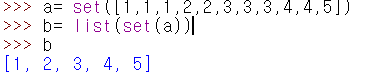 >>> a= set([1,1,1,2,2,3,3,3,4,4,5])
>>> b= list(set(a))
>>> b
[1, 2, 3, 4, 5]